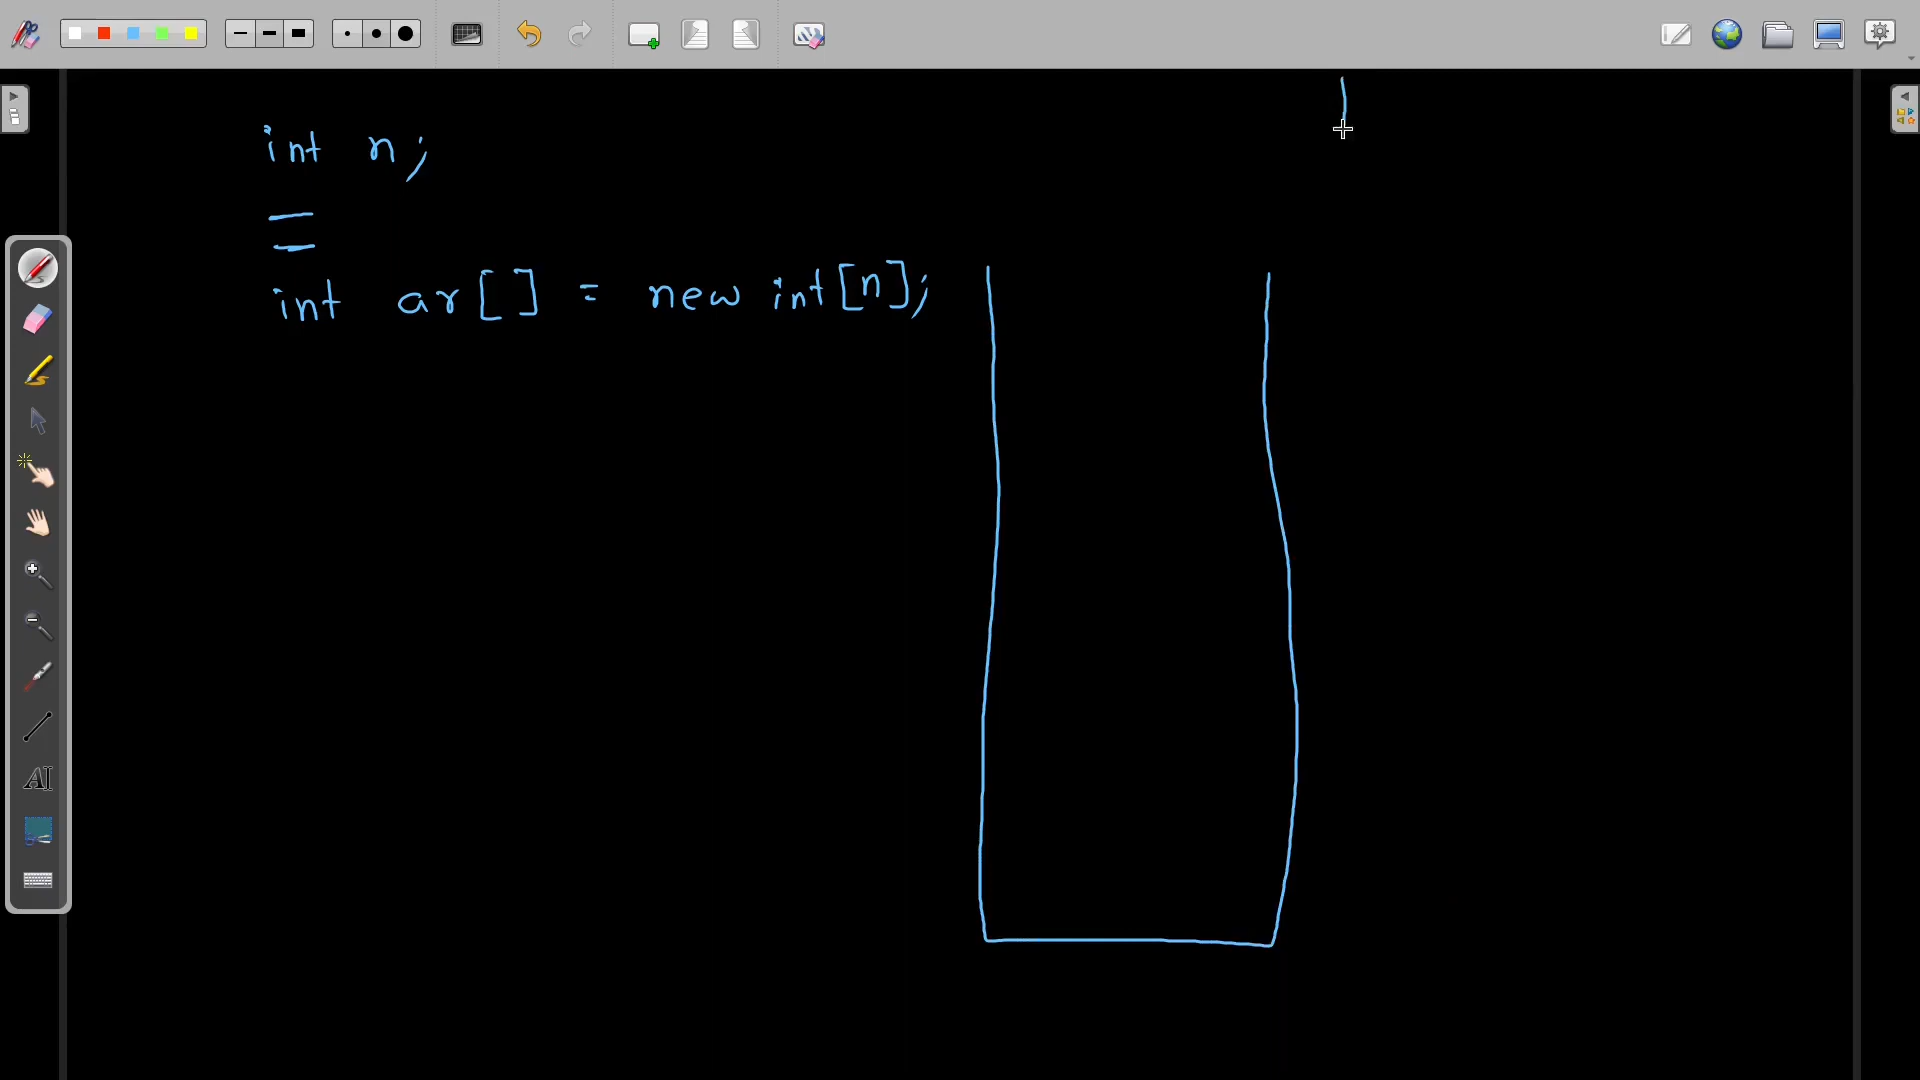 int n;
int ar[] = new int[n];